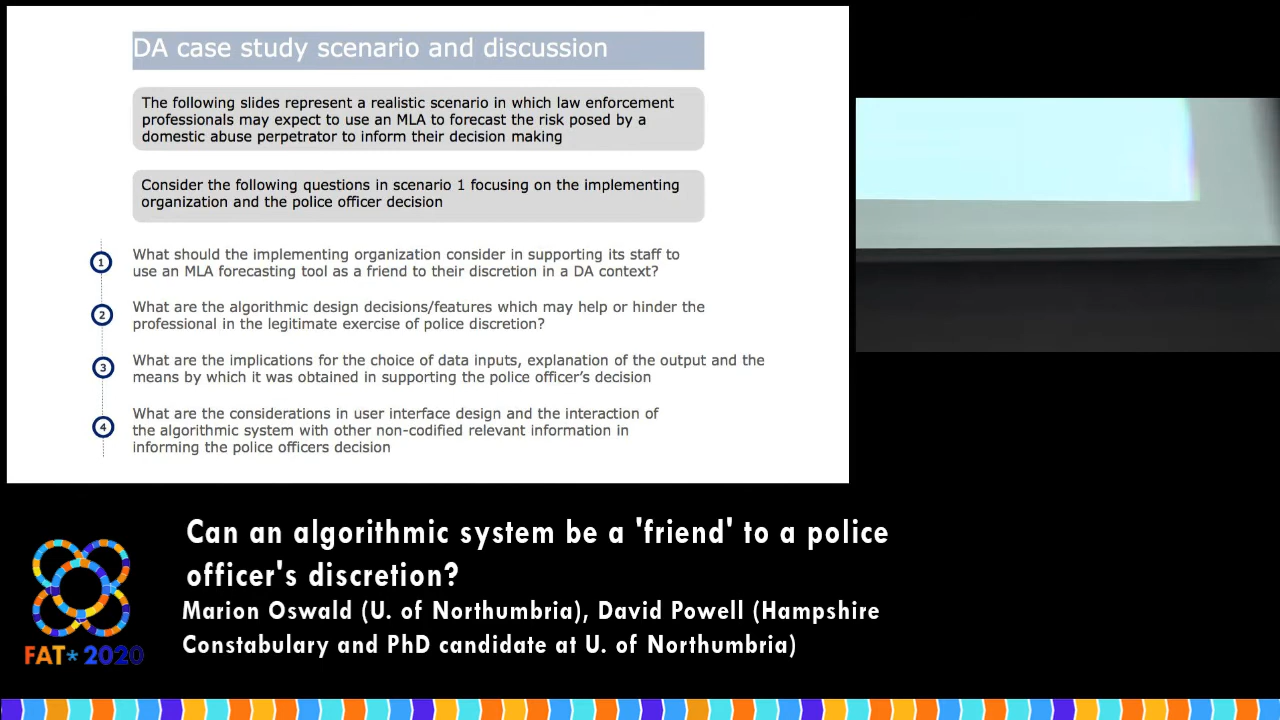 DA case study scenario and discussion
The following slides represent a realistic scenario in which law enforcement
professionals may expect to use an MLA to forecast the risk posed by a
domestic abuse perpetrator to inform their decision making
Consider the following questions in scenario 1 focusing on the implementing
organization and the police officer decision
1
What should the implementing organization consider in supporting its staff to
use an MLA forecasting tool as a friend to their discretion in a DA context?
2
What are the algorithmic design decisions/features which may help or hinder the
professional in the legitimate exercise of police discretion?
3
What are the implications for the choice of data inputs, explanation of the output and the
means by which it was obtained in supporting the police officer's decision
4
What are the considerations in user interface design and the interaction of
the algorithmic system with other non-codified relevant information in
informing the police officers decision
Can an algorithmic system be a 'friend' to a police
officer's discretion?
Marion Oswald (U. of Northumbria), David Powell (Hampshire
Constabulary and PhD candidate at U. of Northumbria)
FAT* 2020